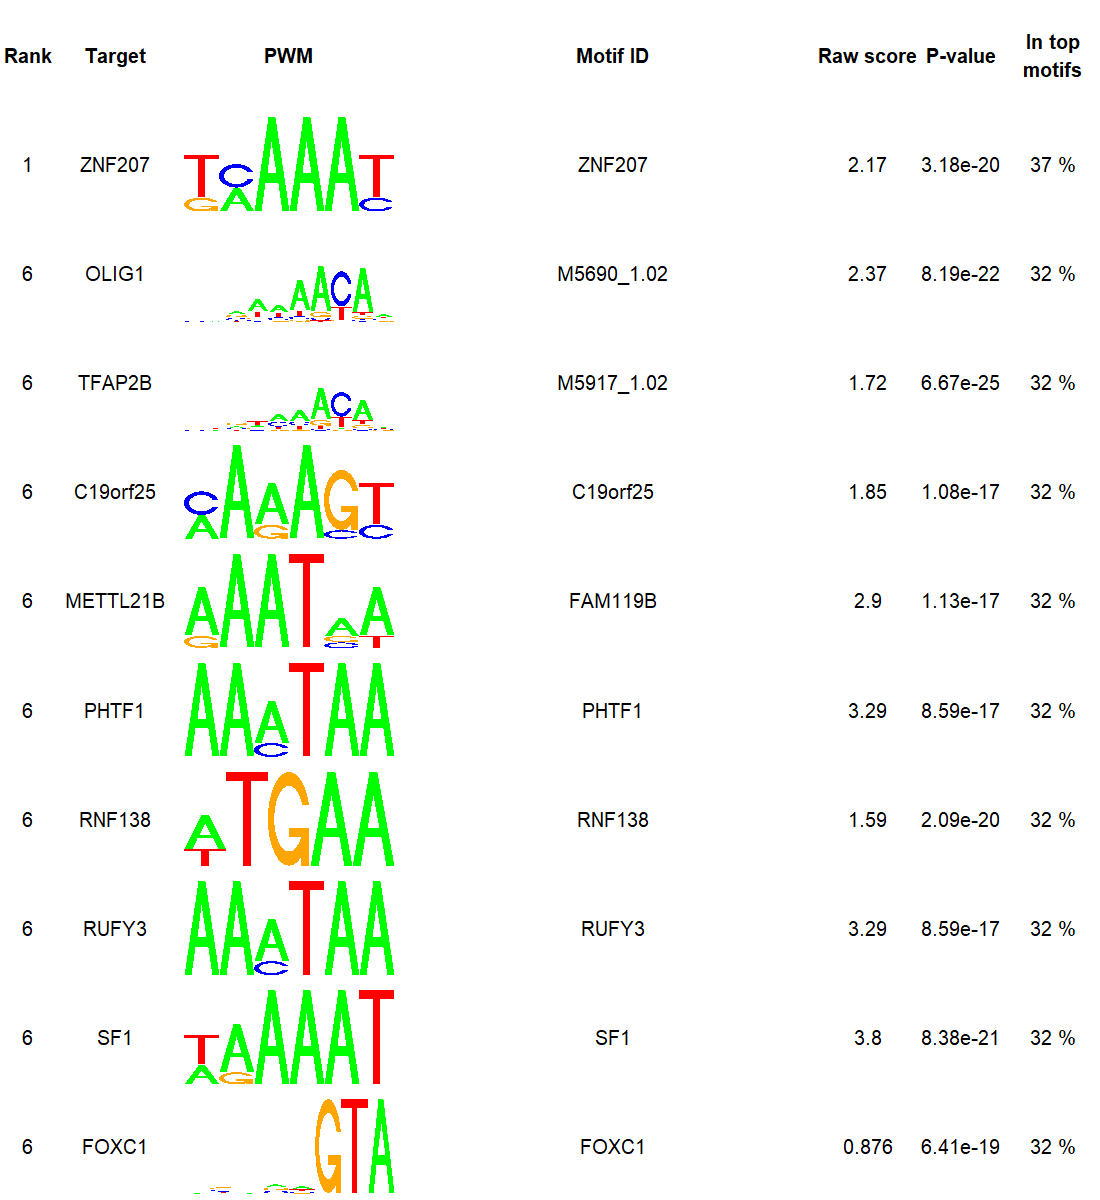 Rank Target PWM Motif ID Raw score P-value In top motifs
1 ZNF207 ZNF207 2.17 3.18e-20 37 %
6 OLIG1 M5690_1.02 2.37 8.19e-22 32 %
6 TFAP2B M5917_1.02 1.72 6.67e-25 32 %
6 C19orf25 C19orf25 1.85 1.08e-17 32 %
6 METTL21B FAM119B 2.9 1.13e-17 32 %
6 PHTF1 PHTF1 3.29 8.59e-17 32 %
6 RNF138 RNF138 1.59 2.09e-20 32 %
6 RUFY3 RUFY3 3.29 8.59e-17 32 %
6 SF1 SF1 3.8 8.38e-21 32 %
6 FOXC1 FOXC1 0.876 6.41e-19 32 %